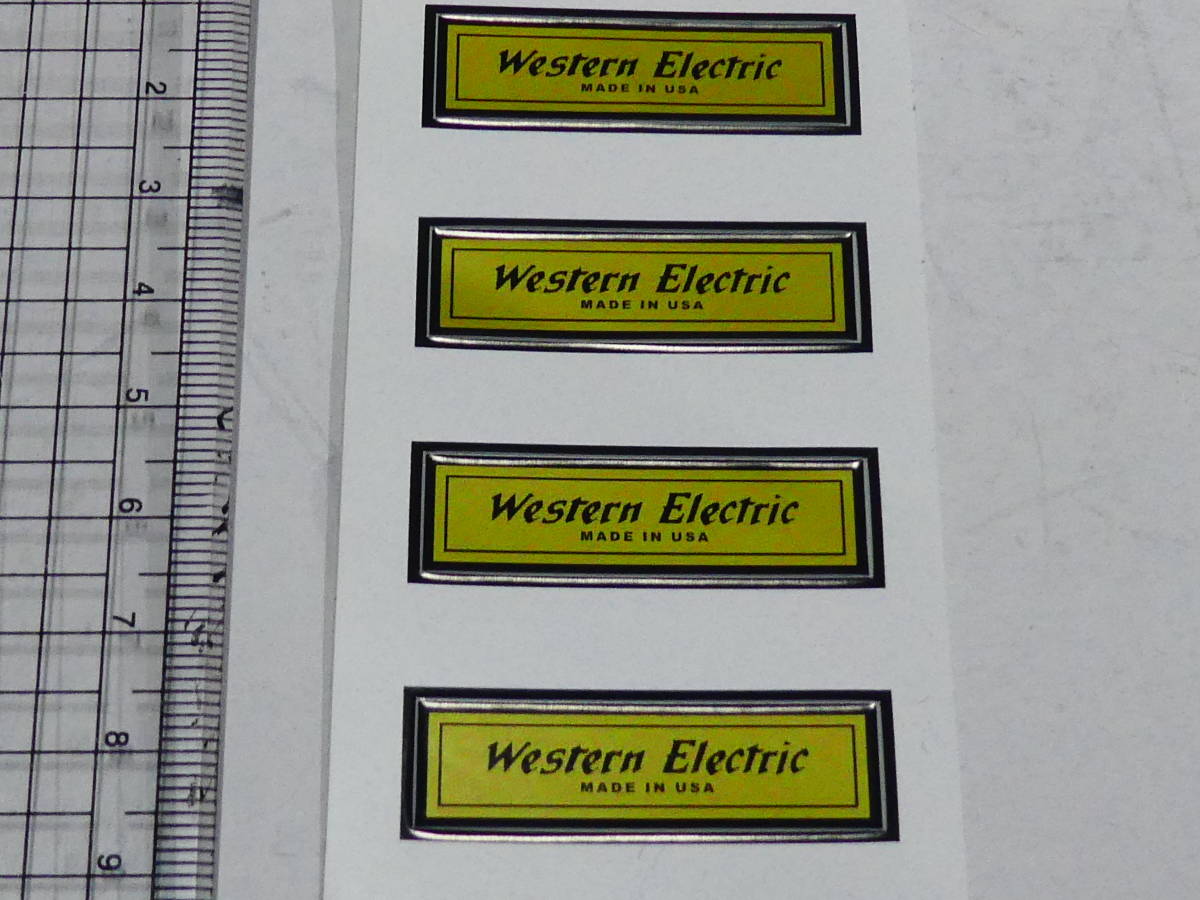 Western Electric
MADE IN USA
Western Electric
MADE IN USA
Western Electric
MADE IN USA
Western Electric
MADE IN USA
2
3
4
5
6
7
8
9